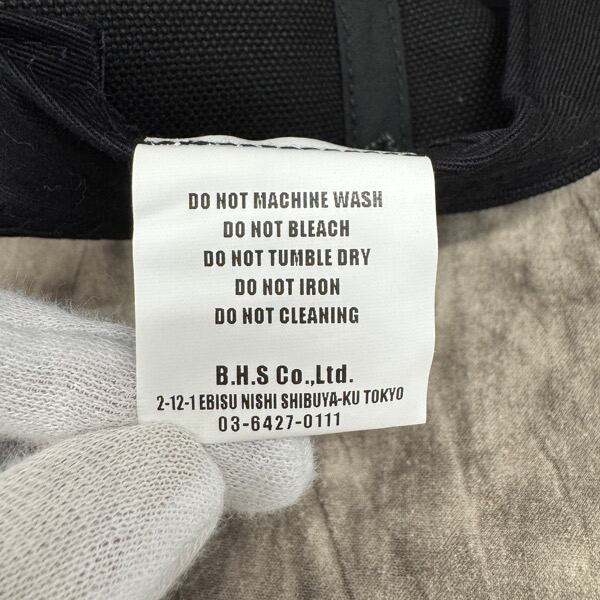 DO NOT MACHINE WASH
DO NOT BLEACH
DO NOT TUMBLE DRY
DO NOT IRON
DO NOT CLEANING
B.H.S Co.,Ltd.
2-12-1 EBISU NISHI SHIBUYA-KU TOKYO
03-6427-0111